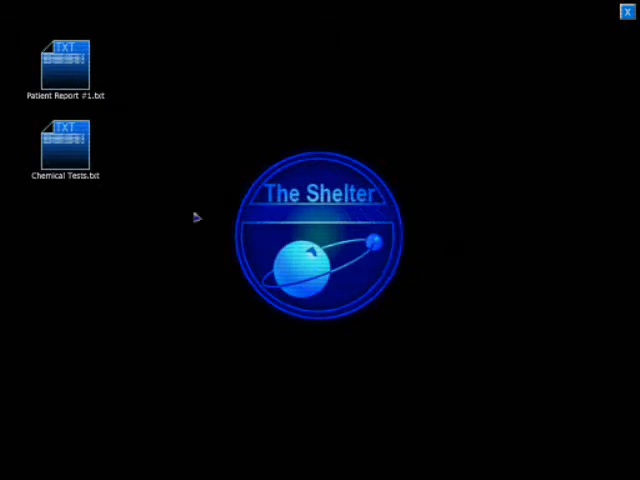 X
TXT
Patient Report #1.txt
TXT
Chemical Tests.txt
The Shelter